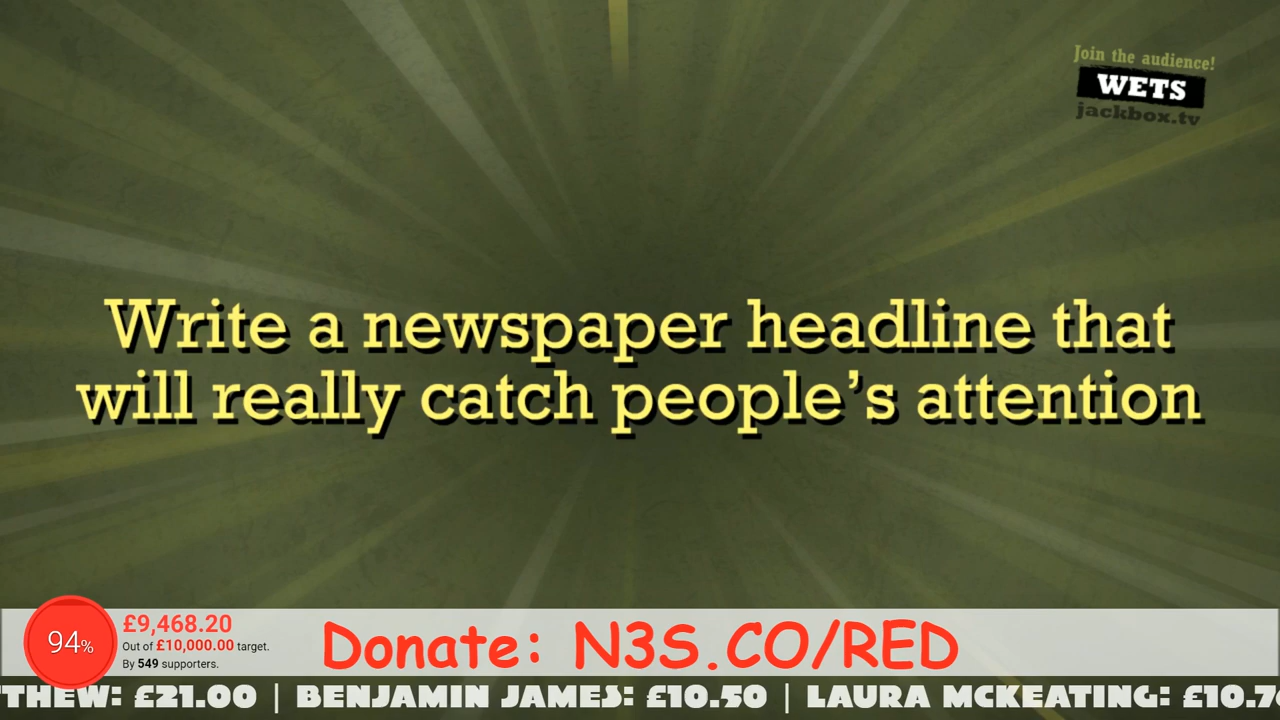 Join the audience!
WETS
jackbox.tv
Write a newspaper headline that
will really catch people’s attention
94%
£9,468.20
Out of £10,000.00 target.
By 549 supporters.
Donate: N3S.CO/RED
THEW: £21.00 | BENJAMIN JAMES: £10.50 | LAURA MCKEATING: £10.7